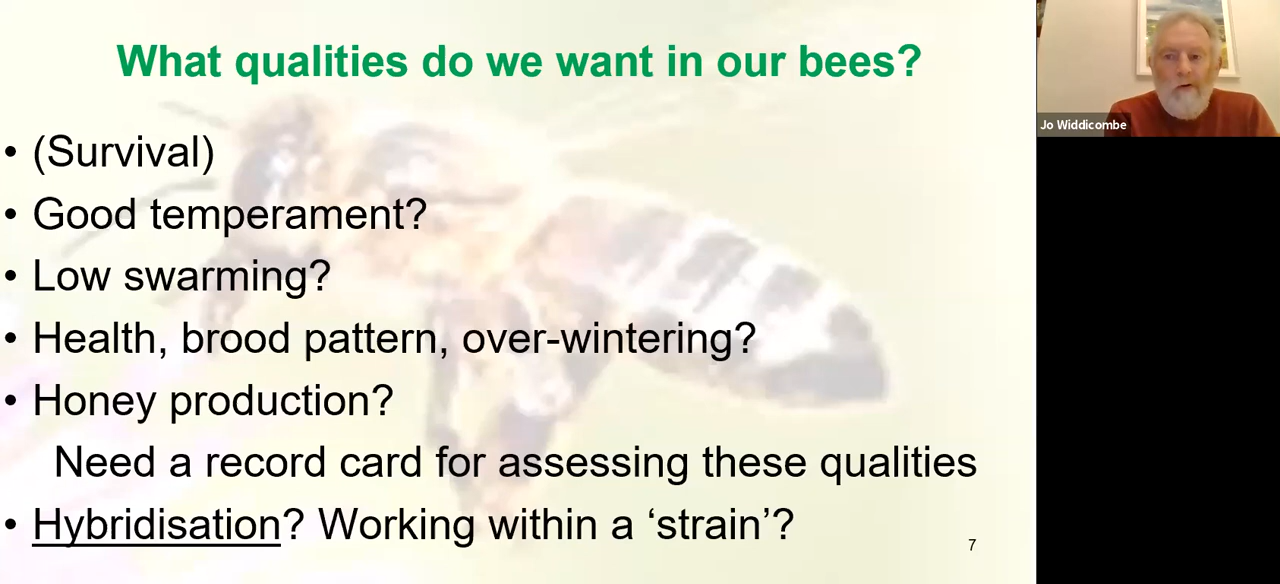 What qualities do we want in our bees?
• (Survival)
• Good temperament?
• Low swarming?
• Health, brood pattern, over-wintering?
• Honey production?
Need a record card for assessing these qualities
• Hybridisation? Working within a ‘strain’?
7
Jo Widdicombe